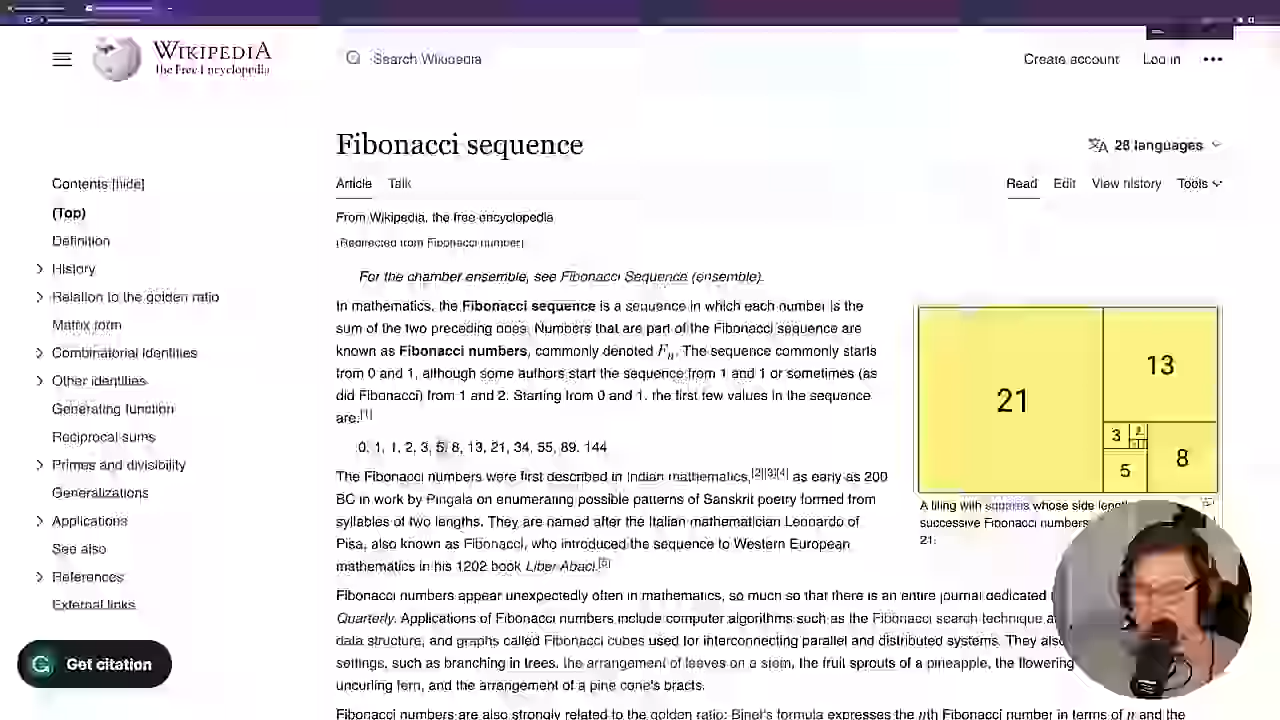 WIKIPEDIA
The Free Encyclopedia
Search Wikipedia
Create account
Log in
Fibonacci sequence
28 languages
Contents [hide]
Article
Talk
Read
Edit
View history
Tools
(Top)
From Wikipedia, the free encyclopedia
Definition
(Redirected from Fibonacci number)
History
For the chamber ensemble, see Fibonacci Sequence (ensemble).
Relation to the golden ratio
Matrix form
Combinatorial identities
Other identities
Generating function
Reciprocal sums
Primes and divisibility
Generalizations
Applications
See also
References
External links
Get citation
In mathematics, the Fibonacci sequence is a sequence in which each number is the
sum of the two preceding ones. Numbers that are part of the Fibonacci sequence are
known as Fibonacci numbers, commonly denoted Fn. The sequence commonly starts
from 0 and 1, although some authors start the sequence from 1 and 1 or sometimes (as
did Fibonacci) from 1 and 2. Starting from 0 and 1, the first few values in the sequence
are:[1]
0, 1, 1, 2, 3, 5, 8, 13, 21, 34, 55, 89, 144
The Fibonacci numbers were first described in Indian mathematics,[2][3][4] as early as 200
BC in work by Pingala on enumerating possible patterns of Sanskrit poetry formed from
syllables of two lengths. They are named after the Italian mathematician Leonardo of
Pisa, also known as Fibonacci, who introduced the sequence to Western European
mathematics in his 1202 book Liber Abaci.[5]
Fibonacci numbers appear unexpectedly often in mathematics, so much so that there is an entire journal dedicated
Quarterly. Applications of Fibonacci numbers include computer algorithms such as the Fibonacci search technique
data structure, and graphs called Fibonacci cubes used for interconnecting parallel and distributed systems. They also
settings, such as branching in trees, the arrangement of leaves on a stem, the fruit sprouts of a pineapple, the flowering
uncurling fern, and the arrangement of a pine cone's bracts.
Fibonacci numbers are also strongly related to the golden ratio: Binet's formula expresses the nth Fibonacci number in terms of n and the
21
13
3
5
8
A tiling with squares whose side
successive Fibonacci numbers
21.